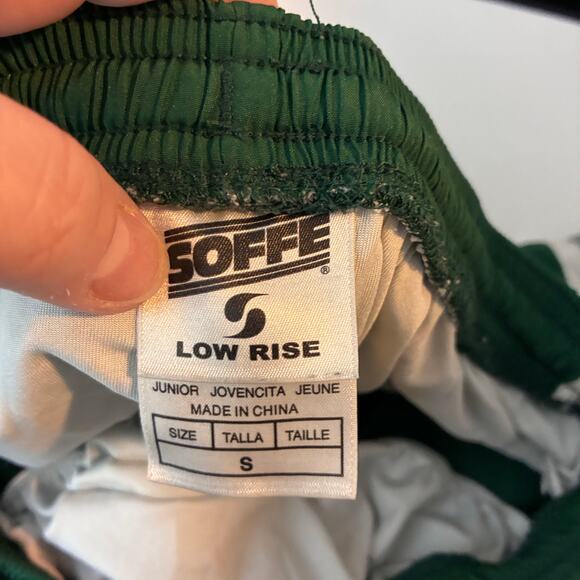 SOFFE
®
LOW RISE
JUNIOR JOVENCITA JEUNE
MADE IN CHINA
SIZE TALLA TAILLE
S